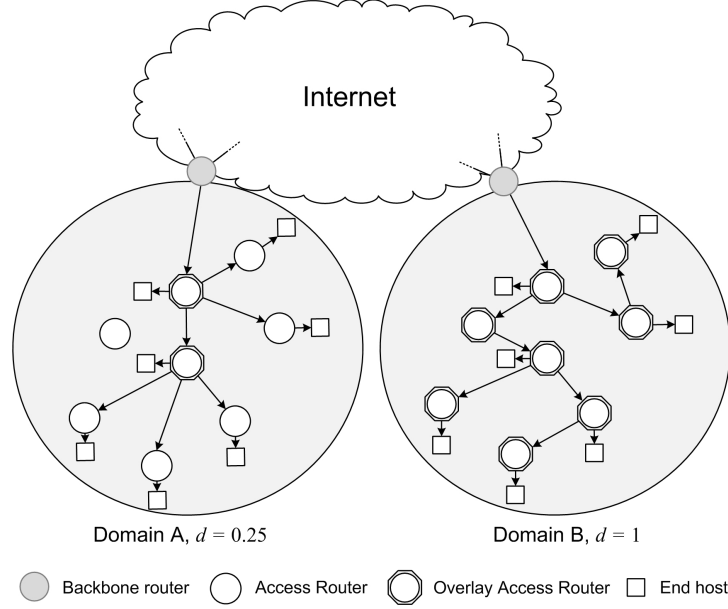 Internet
Domain A, d = 0.25
Domain B, d = 1
Backbone router
Access Router
Overlay Access Router
End host